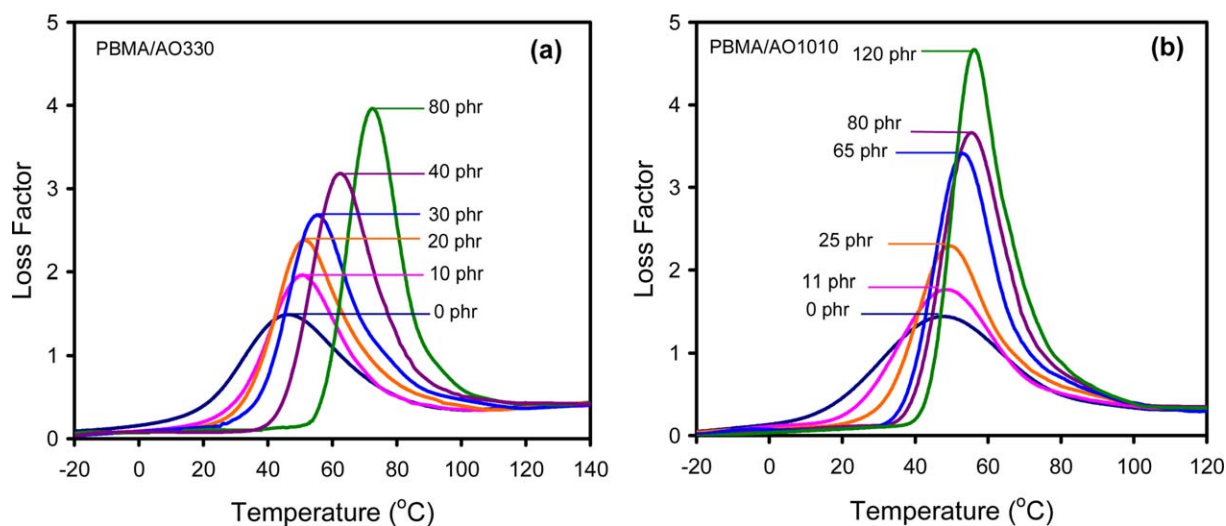 PBMA/AO330
(a)
80 phr
40 phr
30 phr
20 phr
10 phr
0 phr
5
4
3
2
1
0
Loss Factor
-20 0 20 40 60 80 100 120 140
Temperature (°C)
PBMA/AO1010
(b)
120 phr
80 phr
65 phr
25 phr
11 phr
0 phr
5
4
3
2
1
0
Loss Factor
-20 0 20 40 60 80 100 120
Temperature (°C)